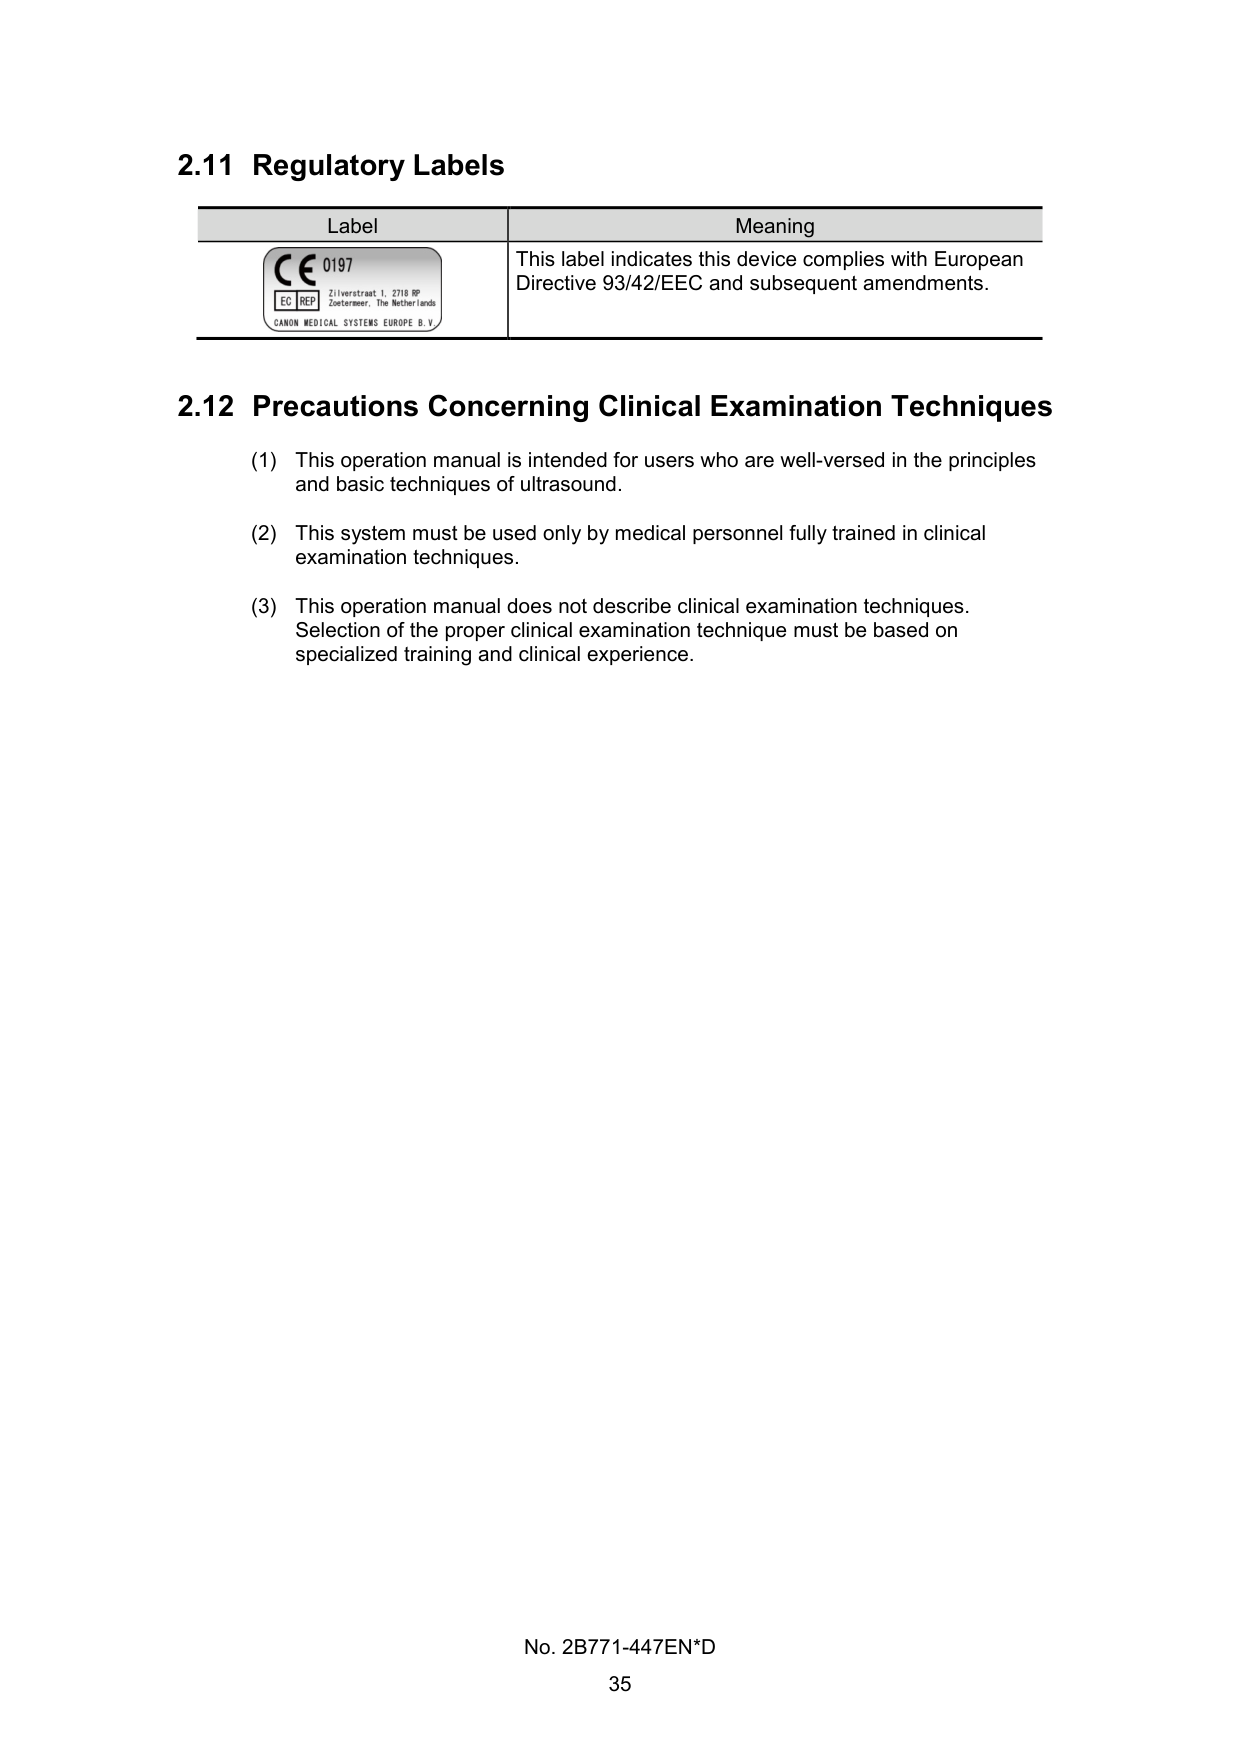 2.11 Regulatory Labels
Label Meaning
CE 0197
EC REP Zilverstraat 1, 2718 RP
Zoetermeer, The Netherlands
CANON MEDICAL SYSTEMS EUROPE B.V.
This label indicates this device complies with European
Directive 93/42/EEC and subsequent amendments.
2.12 Precautions Concerning Clinical Examination Techniques
(1) This operation manual is intended for users who are well-versed in the principles
and basic techniques of ultrasound.
(2) This system must be used only by medical personnel fully trained in clinical
examination techniques.
(3) This operation manual does not describe clinical examination techniques.
Selection of the proper clinical examination technique must be based on
specialized training and clinical experience.
No. 2B771-447EN*D
35